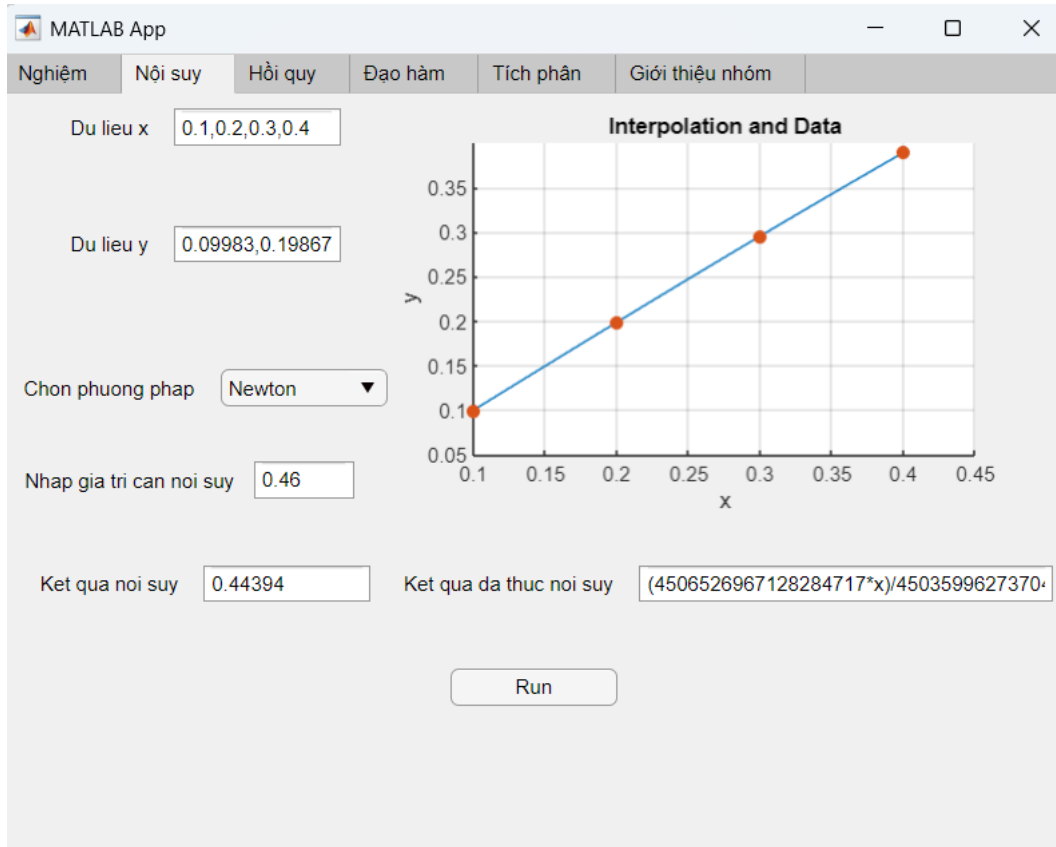 MATLAB App
Nghiệm Nội suy Hồi quy Đạo hàm Tích phân Giới thiệu nhóm
Du lieu x 0.1,0.2,0.3,0.4
Du lieu y 0.09983,0.19867
Chon phuong phap Newton
Nhap gia tri can noi suy 0.46
Interpolation and Data
0.35
0.3
0.25
0.2
0.15
0.1
0.05
y
0.1 0.15 0.2 0.25 0.3 0.35 0.4 0.45
x
Ket qua noi suy 0.44394
Ket qua da thuc noi suy (4506526967128284717*x)/45035996273704
Run